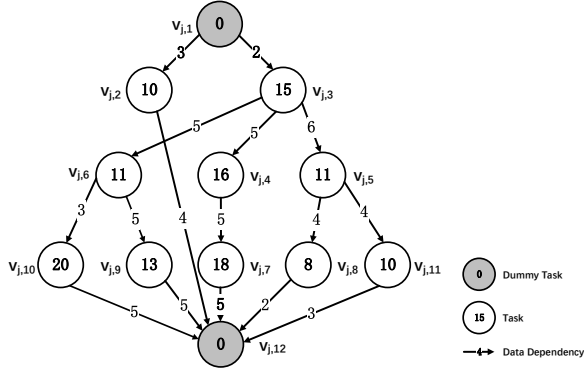 V_{j,1} 0
3 2
V_{j,2} 10 15 V_{j,3}
5 5 6
V_{j,6} 11 16 V_{j,4} 11 V_{j,5}
3 5 4 5 4 4
V_{j,10} 20 V_{j,9} 13 18 V_{j,7} 8 V_{j,8} 10 V_{j,11}
5 5 5 2 3
0 V_{j,12}
0 Dummy Task
15 Task
4 Data Dependency